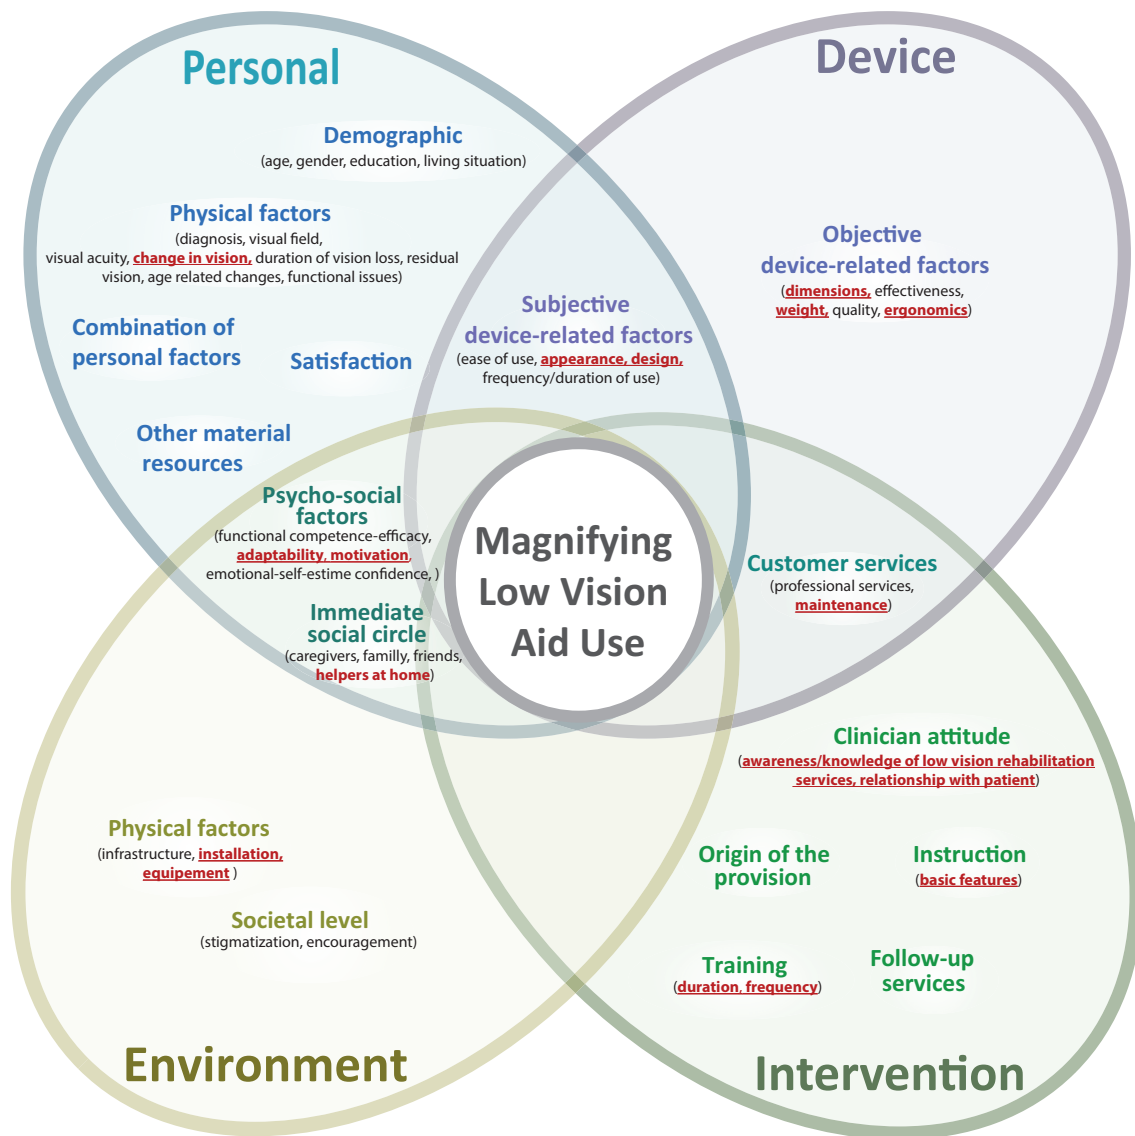 Personal
Device
Demographic
(age, gender, education, living situation)
Physical factors
(diagnosis, visual field,
visual acuity, change in vision, duration of vision loss, residual
vision, age related changes, functional issues)
Combination of
personal factors
Satisfaction
Other material
resources
Subjective
device-related factors
(ease of use, appearance, design,
frequency/duration of use)
Objective
device-related factors
(dimensions, effectiveness,
weight, quality, ergonomics)
Psycho-social
factors
(functional competence-efficacy,
adaptability, motivation,
emotional-self-estime confidence, )
Immediate
social circle
(caregivers, familly, friends,
helpers at home)
Magnifying
Low Vision
Aid Use
Customer services
(professional services,
maintenance)
Clinician attitude
(awareness/knowledge of low vision rehabilitation
services, relationship with patient)
Origin of the
provision
Instruction
(basic features)
Training
(duration, frequency)
Follow-up
services
Physical factors
(infrastructure, installation,
equipement )
Societal level
(stigmatization, encouragement)
Environment
Intervention